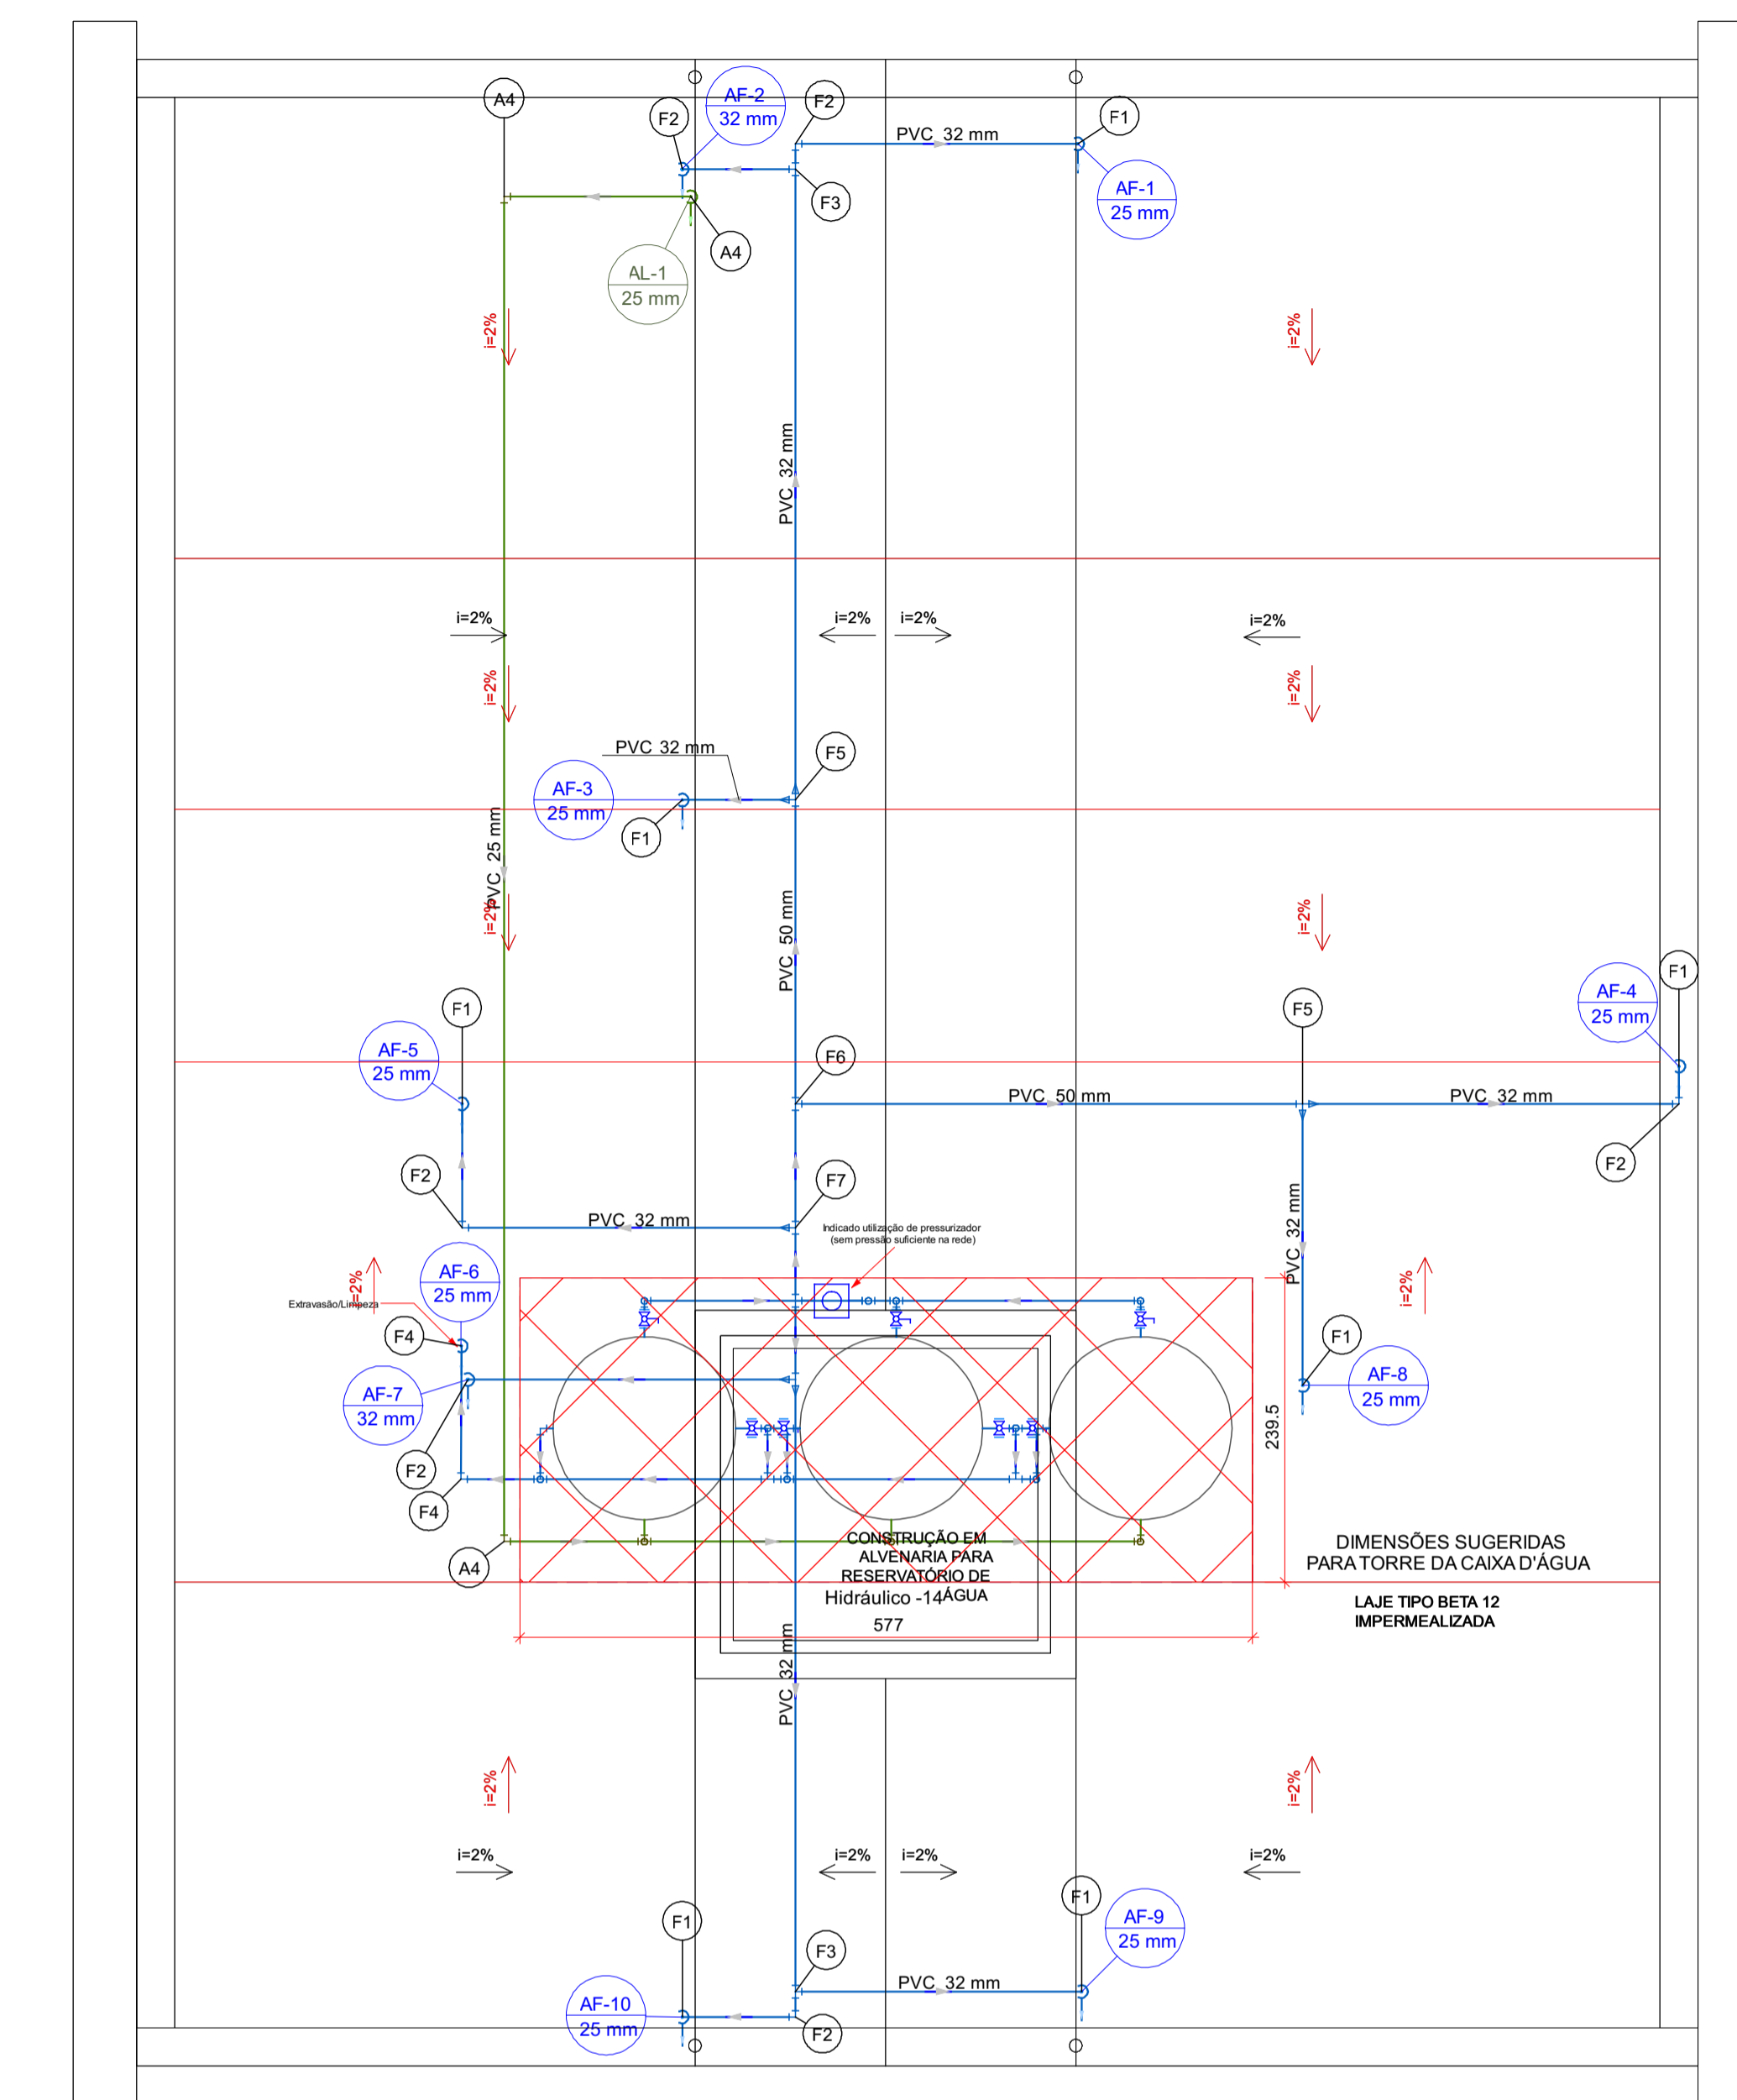 A4
F2
AF-2
32 mm
F2
F1
PVC 32 mm
AF-1
25 mm
F3
A4
AL-1
25 mm
i=2%
i=2%
PVC 32 mm
i=2%
i=2%
i=2%
i=2%
i=2%
i=2%
PVC 32 mm
F5
AF-3
25 mm
F1
PVC 25 mm
i=2%
PVC 50 mm
i=2%
F1
AF-4
25 mm
F1
F5
AF-5
25 mm
F6
PVC 50 mm
PVC 32 mm
F2
F2
F7
PVC 32 mm
PVC 32 mm
Indicado utilização de pressurizador
(sem pressão suficiente na rede)
AF-6
25 mm
i=2%
i=2%
Extravasão/Limpeza
F4
F1
AF-7
32 mm
AF-8
25 mm
239.5
F2
F4
A4
CONSTRUÇÃO EM
ALVENARIA PARA
RESERVATÓRIO DE
ÁGUA
Hidráulico -14
577
DIMENSÕES SUGERIDAS
PARA TORRE DA CAIXA D'ÁGUA
LAJE TIPO BETA 12
IMPERMEALIZADA
PVC 32 mm
i=2%
i=2%
i=2%
i=2%
i=2%
i=2%
F1
F1
AF-9
25 mm
F3
PVC 32 mm
AF-10
25 mm
F2